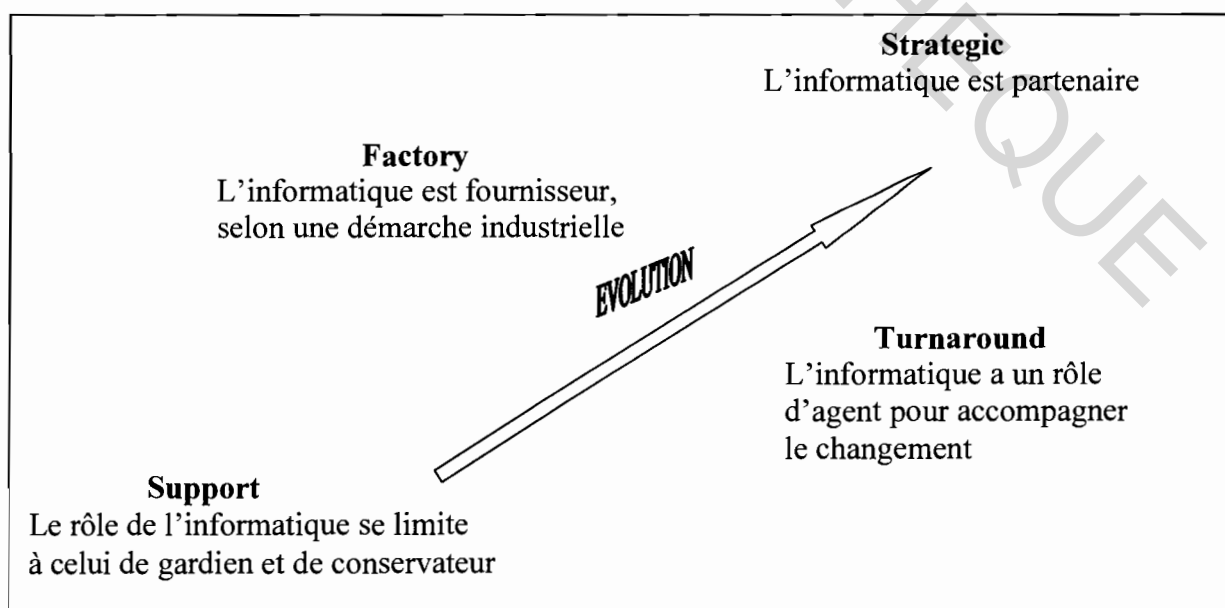 Strategic
L'informatique est partenaire
Factory
L'informatique est fournisseur,
selon une démarche industrielle
EVOLUTION
Turnaround
L'informatique a un rôle
d'agent pour accompagner
le changement
Support
Le rôle de l'informatique se limite
à celui de gardien et de conservateur